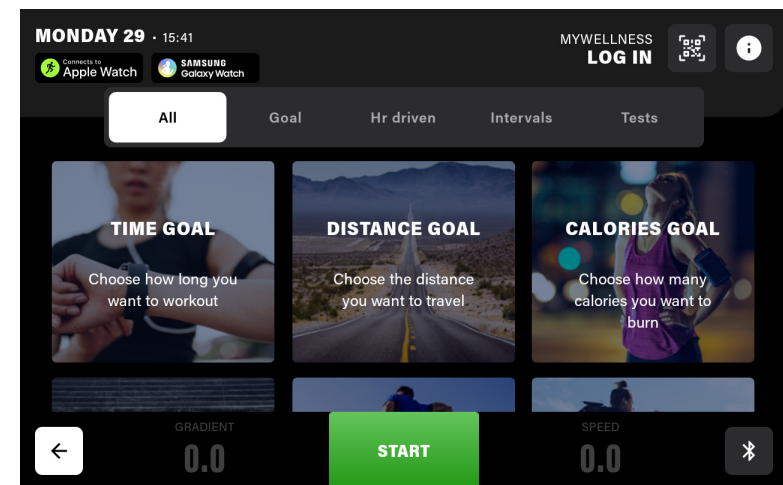 MONDAY 29 · 15:41
Connects to
Apple Watch
SAMSUNG
Galaxy Watch
MYWELLNESS
LOG IN
All
Goal
Hr driven
Intervals
Tests
TIME GOAL
Choose how long you
want to workout
DISTANCE GOAL
Choose the distance
you want to travel
CALORIES GOAL
Choose how many
calories you want to
burn
GRADIENT
0.0
START
SPEED
0.0